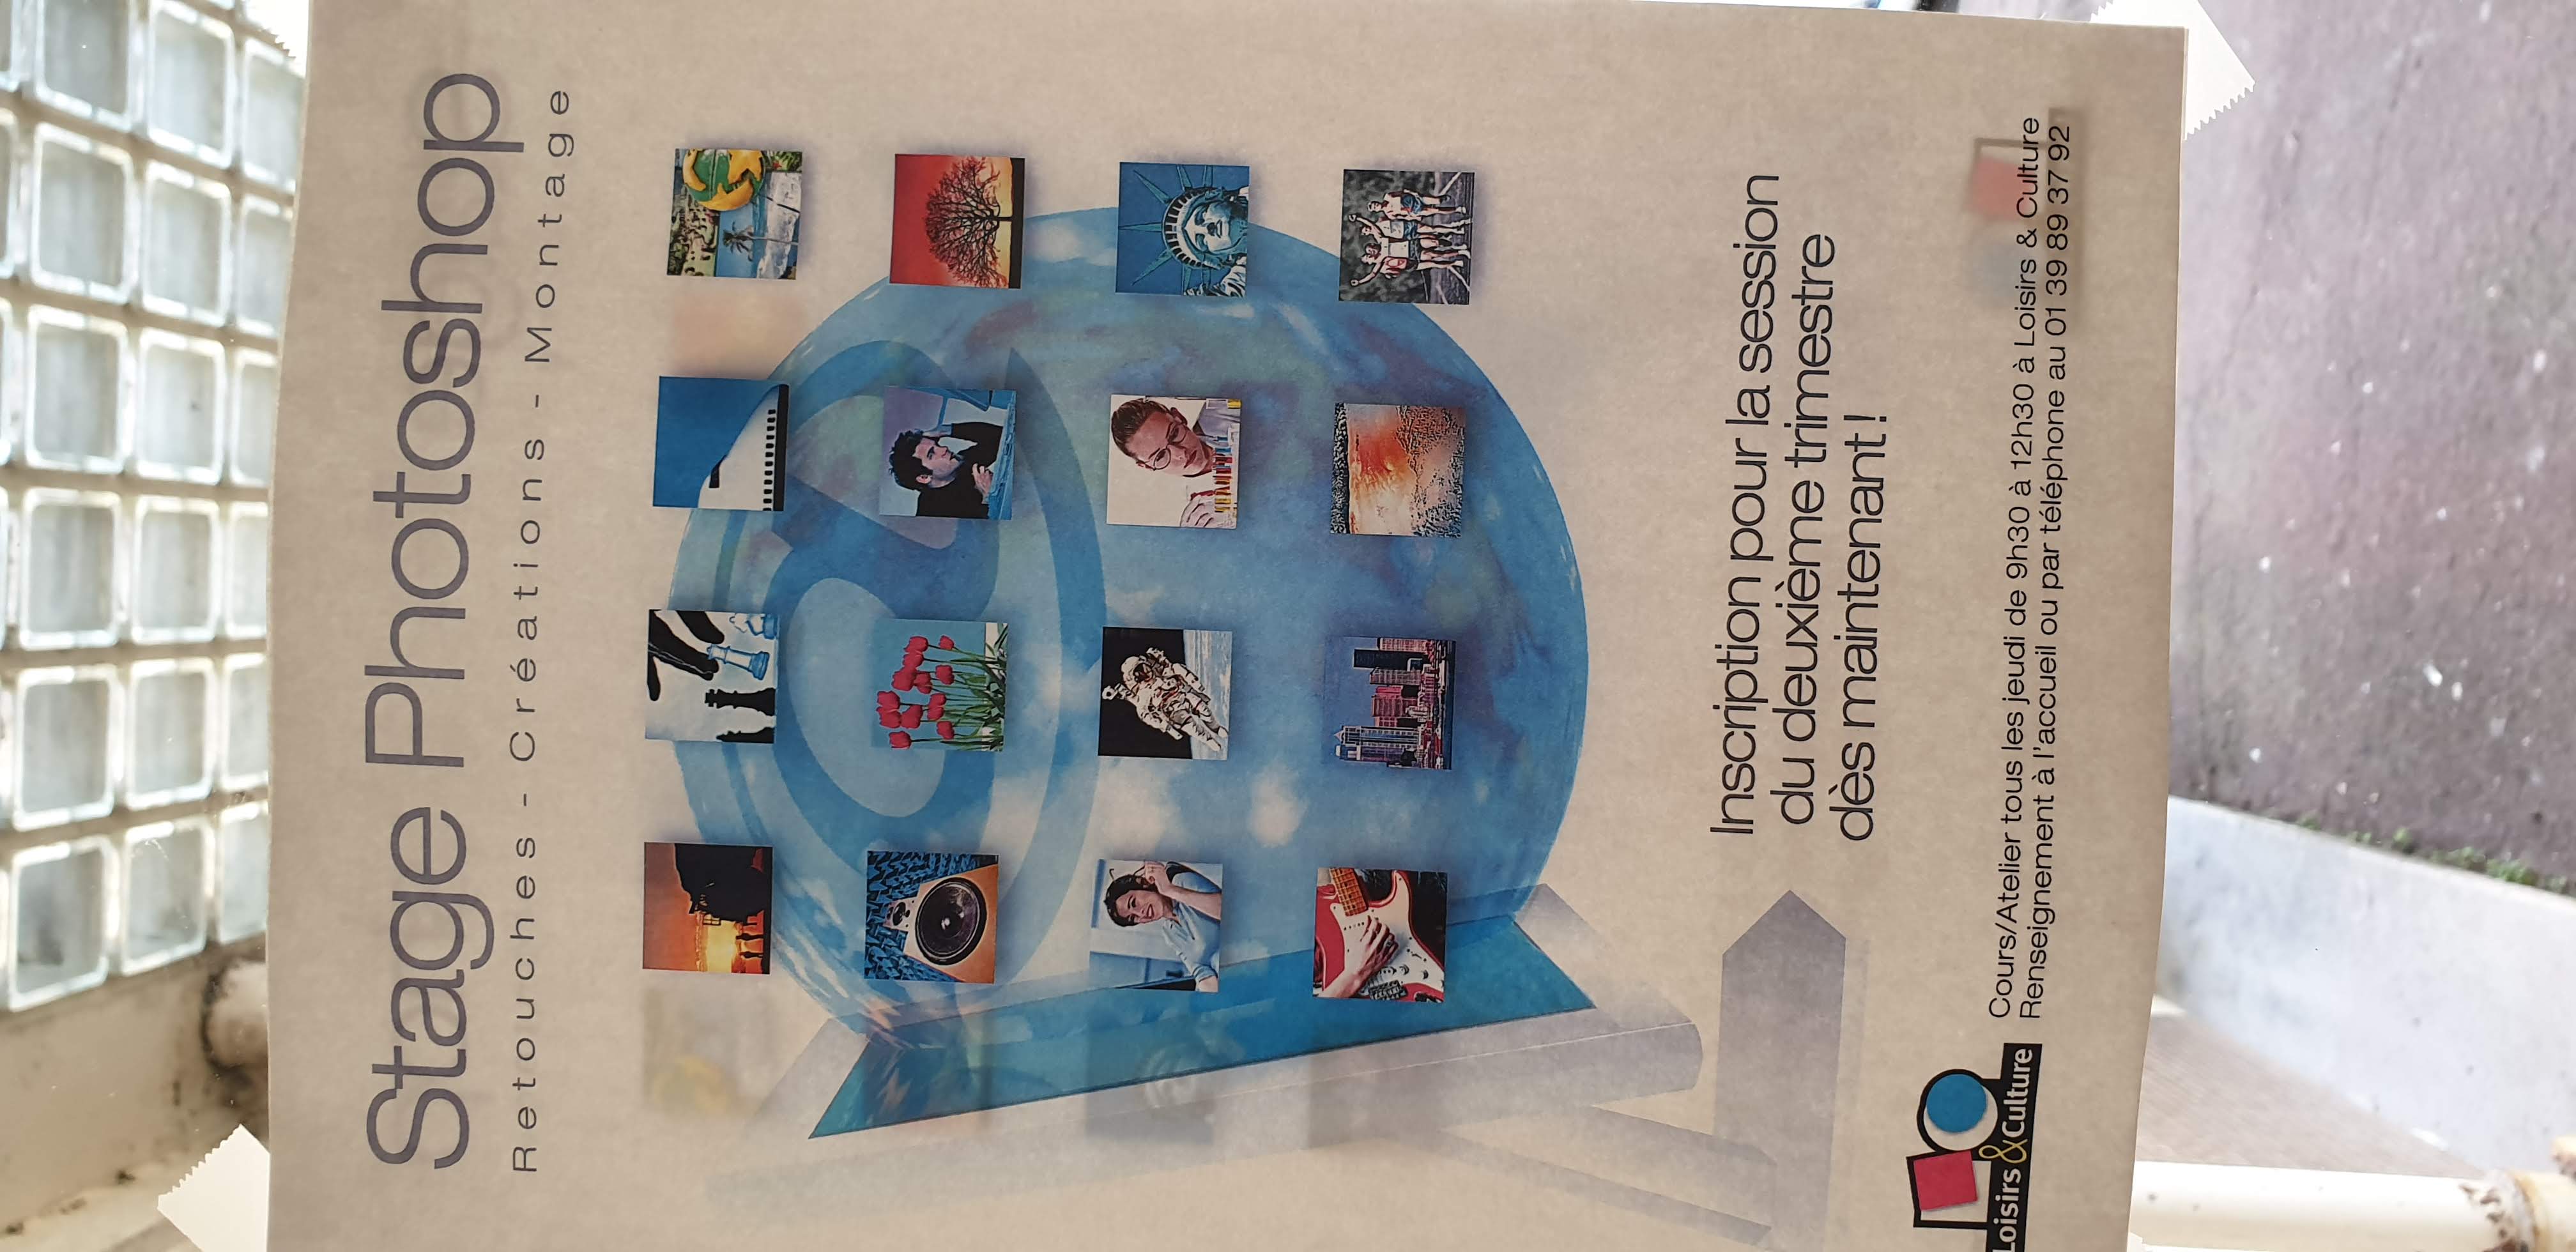 Stage Photoshop
Retouches - Créations - Montage
Inscription pour la session
du deuxième trimestre
dès maintenant !
Loisirs & Culture
Cours/Atelier tous les jeudi de 9h30 à 12h30 à Loisirs & Culture
Renseignement à l'accueil ou par téléphone au 01 39 89 37 92